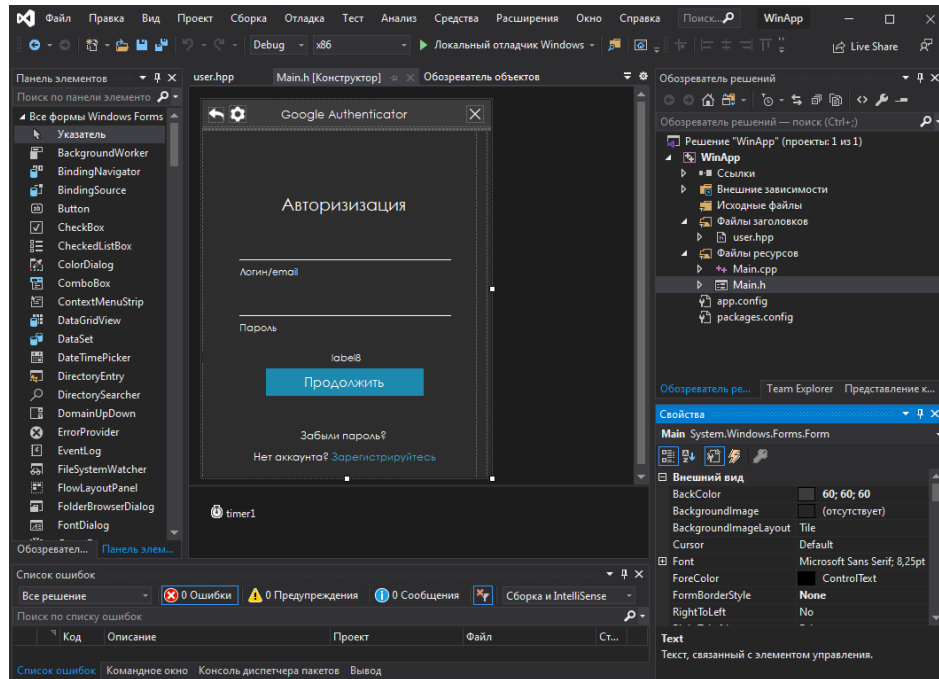 Файл Правка Вид Проект Сборка Отладка Тест Анализ Средства Расширения Окно Справка Поиск... WinApp
Debug x86 Локальный отладчик Windows Live Share
Панель элементов
Поиск по панели элементо
Все формы Windows Forms
Указатель
BackgroundWorker
BindingNavigator
BindingSource
Button
CheckBox
CheckedListBox
ColorDialog
ComboBox
ContextMenuStrip
DataGridView
DataSet
DateTimePicker
DirectoryEntry
DirectorySearcher
DomainUpDown
ErrorProvider
EventLog
FileSystemWatcher
FlowLayoutPanel
FolderBrowserDialog
FontDialog
Обозревател... Панель элем...
user.hpp Main.h [Конструктор] Обозреватель объектов
Google Authenticator
Авторизизация
Логин/email
Пароль
label8
Продолжить
Забыли пароль?
Нет аккаунта? Зарегистрируйтесь
timer1
Обозреватель решений
Обозреватель решений — поиск (Ctrl+;)
Решение "WinApp" (проекты: 1 из 1)
WinApp
Ссылки
Внешние зависимости
Исходные файлы
Файлы заголовков
user.hpp
Файлы ресурсов
Main.cpp
Main.h
app.config
packages.config
Обозреватель ре... Team Explorer Представление к...
Свойства
Main System.Windows.Forms.Form
Внешний вид
BackColor 60; 60; 60
BackgroundImage (отсутствует)
BackgroundImageLayout Tile
Cursor Default
Font Microsoft Sans Serif; 8,25pt
ForeColor ControlText
FormBorderStyle None
RightToLeft No
Text
Текст, связанный с элементом управления.
Список ошибок
Все решение 0 Ошибки 0 Предупреждения 0 Сообщения Сборка и IntelliSense
Поиск по списку ошибок
Код Описание Проект Файл Ст...
Список ошибок Командное окно Консоль диспетчера пакетов Вывод